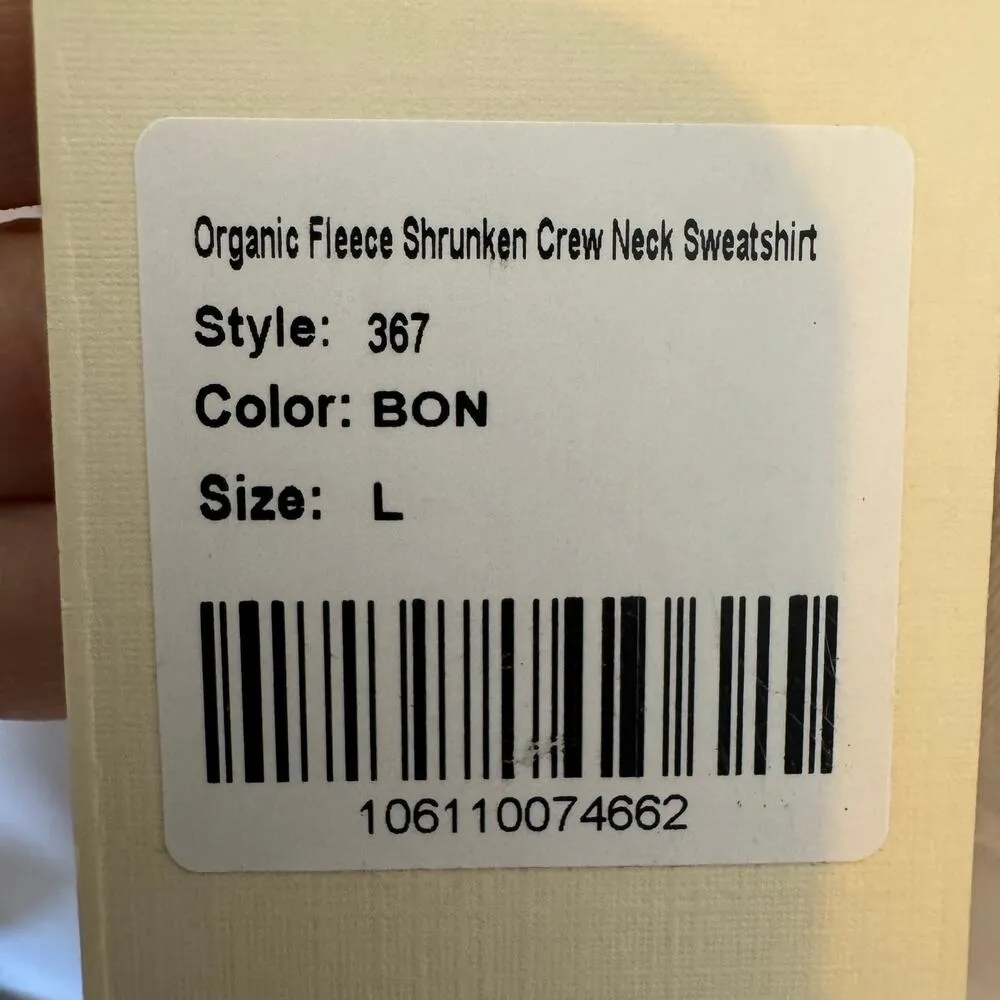 Organic Fleece Shrunken Crew Neck Sweatshirt
Style: 367
Color: BON
Size: L
106110074662